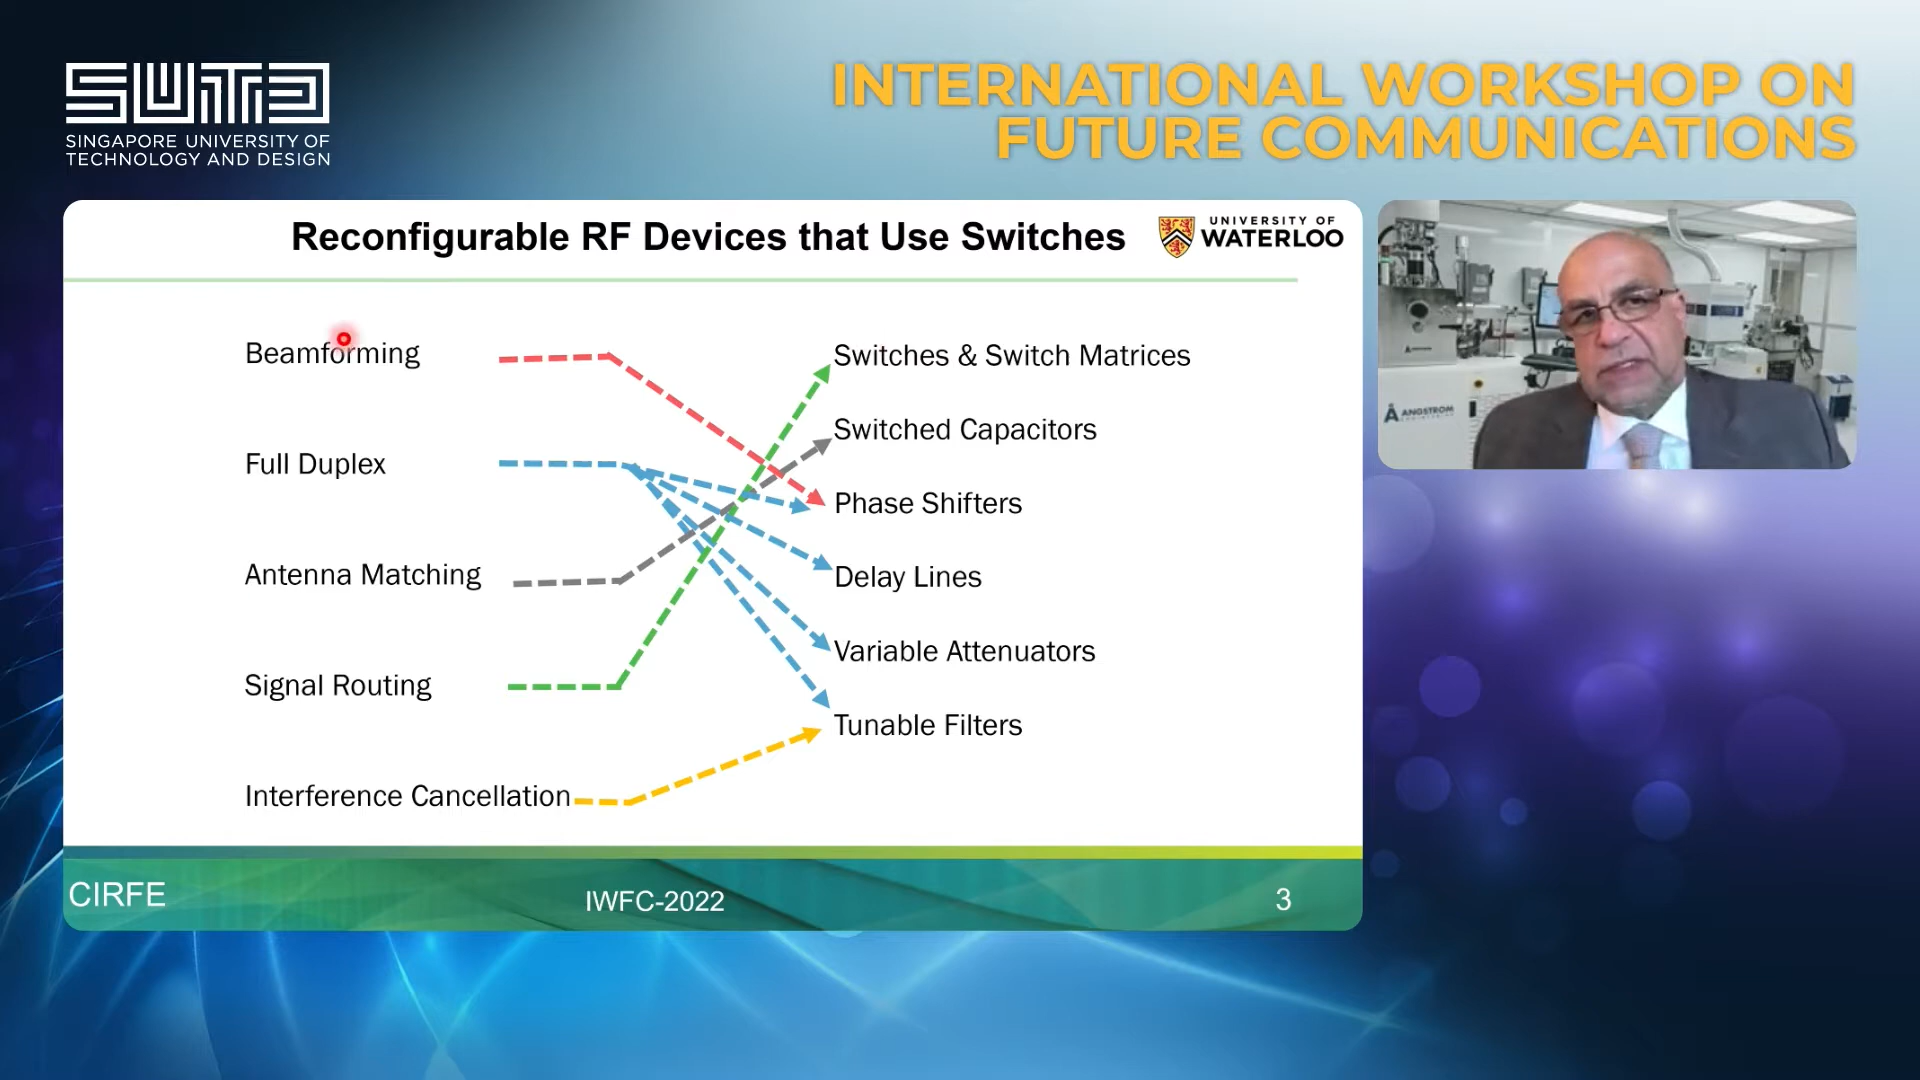 SUTD
SINGAPORE UNIVERSITY OF
TECHNOLOGY AND DESIGN
INTERNATIONAL WORKSHOP ON
FUTURE COMMUNICATIONS
Reconfigurable RF Devices that Use Switches
UNIVERSITY OF
WATERLOO
Beamforming
Full Duplex
Antenna Matching
Signal Routing
Interference Cancellation
Switches & Switch Matrices
Switched Capacitors
Phase Shifters
Delay Lines
Variable Attenuators
Tunable Filters
CIRFE
IWFC-2022
3
ANGSTROM